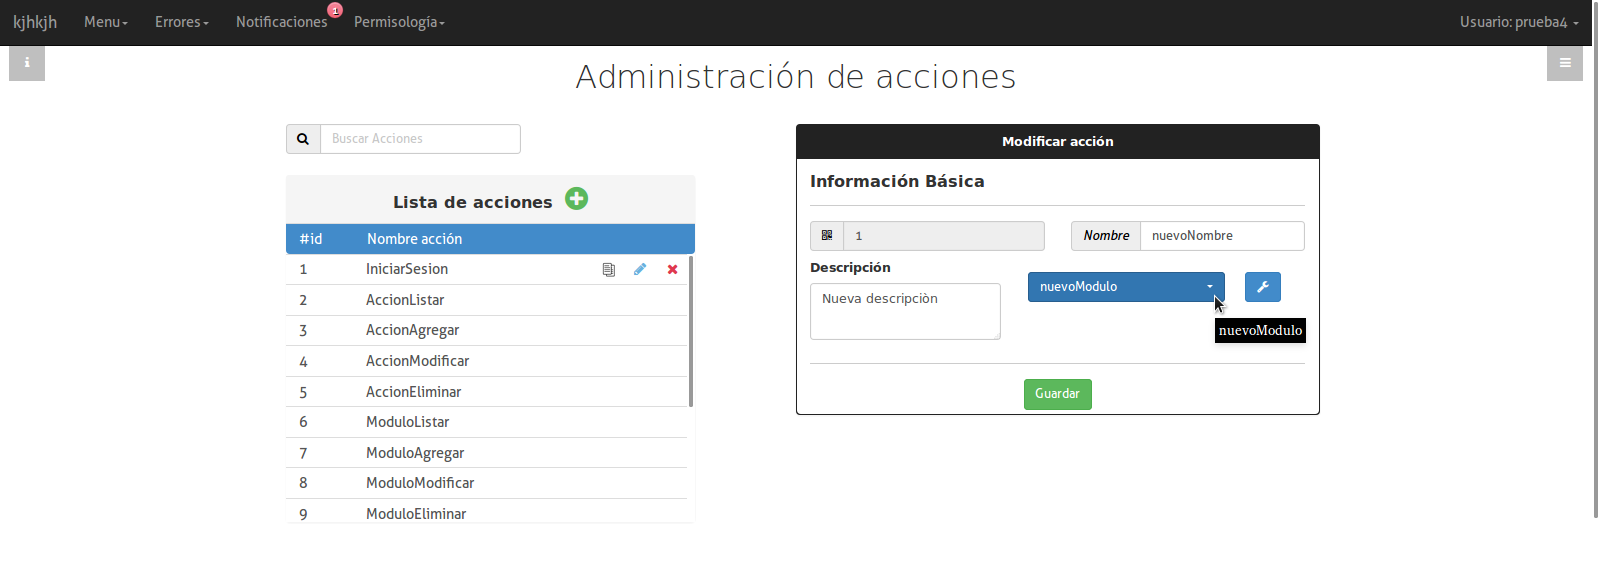 kjhkjh Menu Errores Notificaciones 1 Permisología Usuario: prueba4
i
Administración de acciones
Buscar Acciones
Lista de acciones
#id Nombre acción
1 IniciarSesion
2 AccionListar
3 AccionAgregar
4 AccionModificar
5 AccionEliminar
6 ModuloListar
7 ModuloAgregar
8 ModuloModificar
9 ModuloEliminar
Modificar acción
Información Básica
1 Nombre nuevoNombre
Descripción
Nueva descripciòn
nuevoModulo
nuevoModulo
Guardar